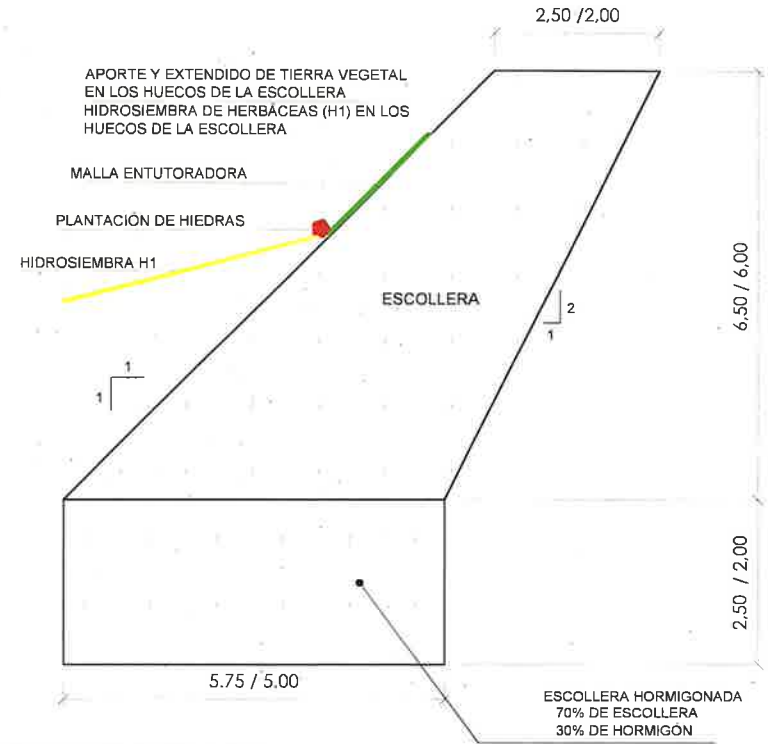 2,50 /2,00
APORTE Y EXTENDIDO DE TIERRA VEGETAL
EN LOS HUECOS DE LA ESCOLLERA
HIDROSIEMBRA DE HERBÁCEAS (H1) EN LOS
HUECOS DE LA ESCOLLERA
MALLA ENTUTORADORA
PLANTACIÓN DE HIEDRAS
HIDROSIEMBRA H1
ESCOLLERA
2
1
6,50 / 6,00
1
1
2,50 / 2,00
5.75 / 5,00
ESCOLLERA HORMIGONADA
70% DE ESCOLLERA
30% DE HORMIGÓN